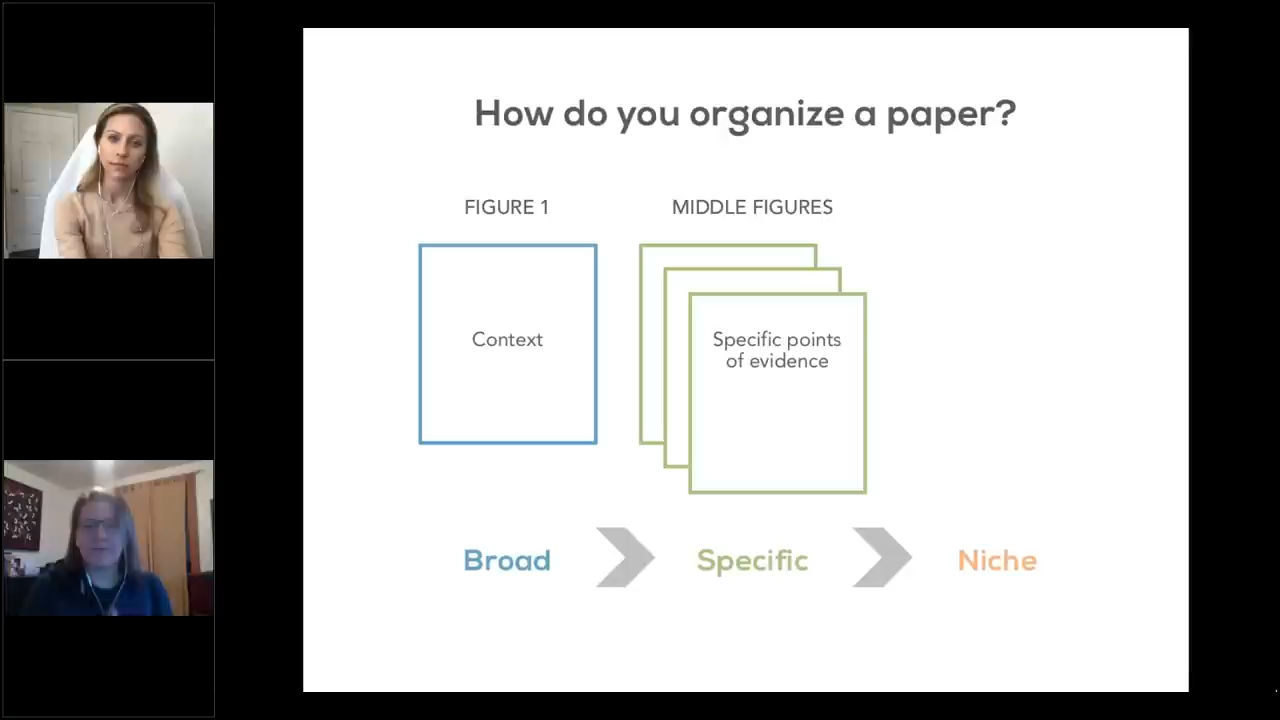 How do you organize a paper?
FIGURE 1
MIDDLE FIGURES
Context
Specific points
of evidence
Broad
Specific
Niche